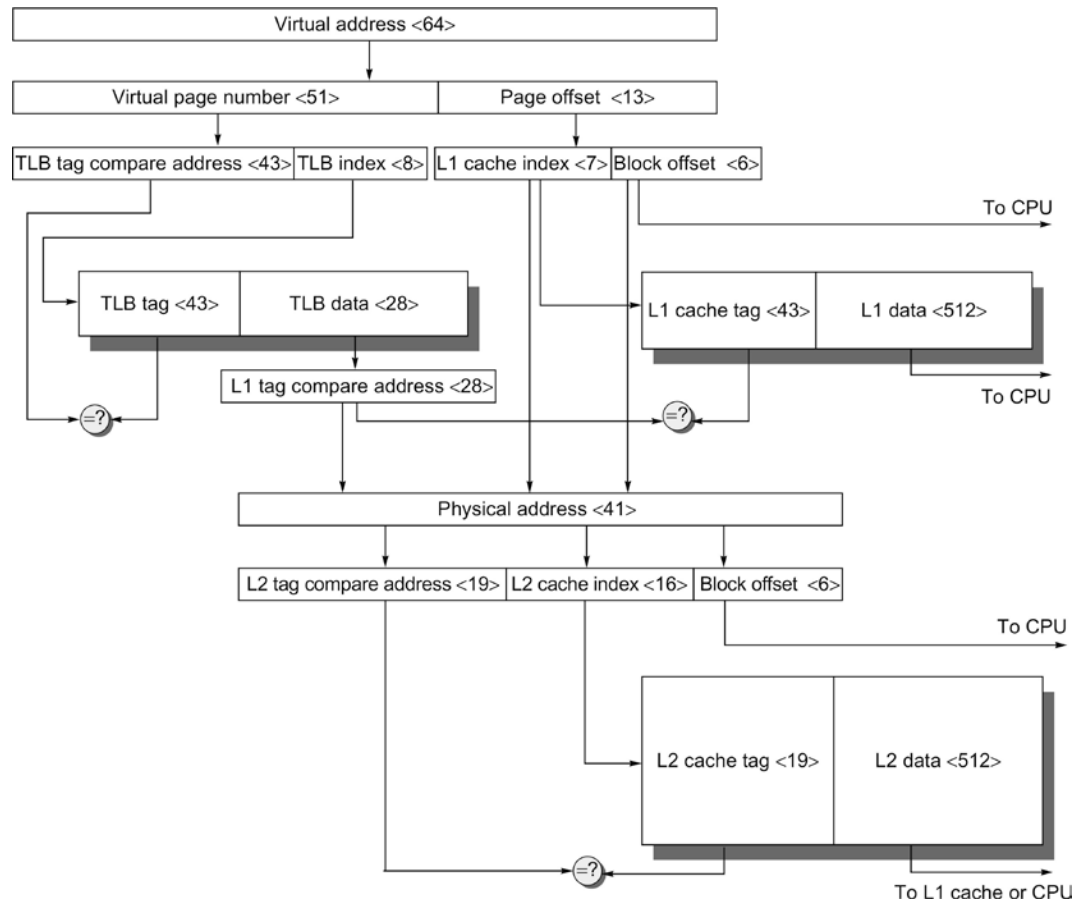 Virtual address <64>
Virtual page number <51>
Page offset <13>
TLB tag compare address <43>
TLB index <8>
L1 cache index <7>
Block offset <6>
To CPU
TLB tag <43>
TLB data <28>
L1 cache tag <43>
L1 data <512>
L1 tag compare address <28>
To CPU
=?
=?
Physical address <41>
L2 tag compare address <19>
L2 cache index <16>
Block offset <6>
To CPU
L2 cache tag <19>
L2 data <512>
=?
To L1 cache or CPU